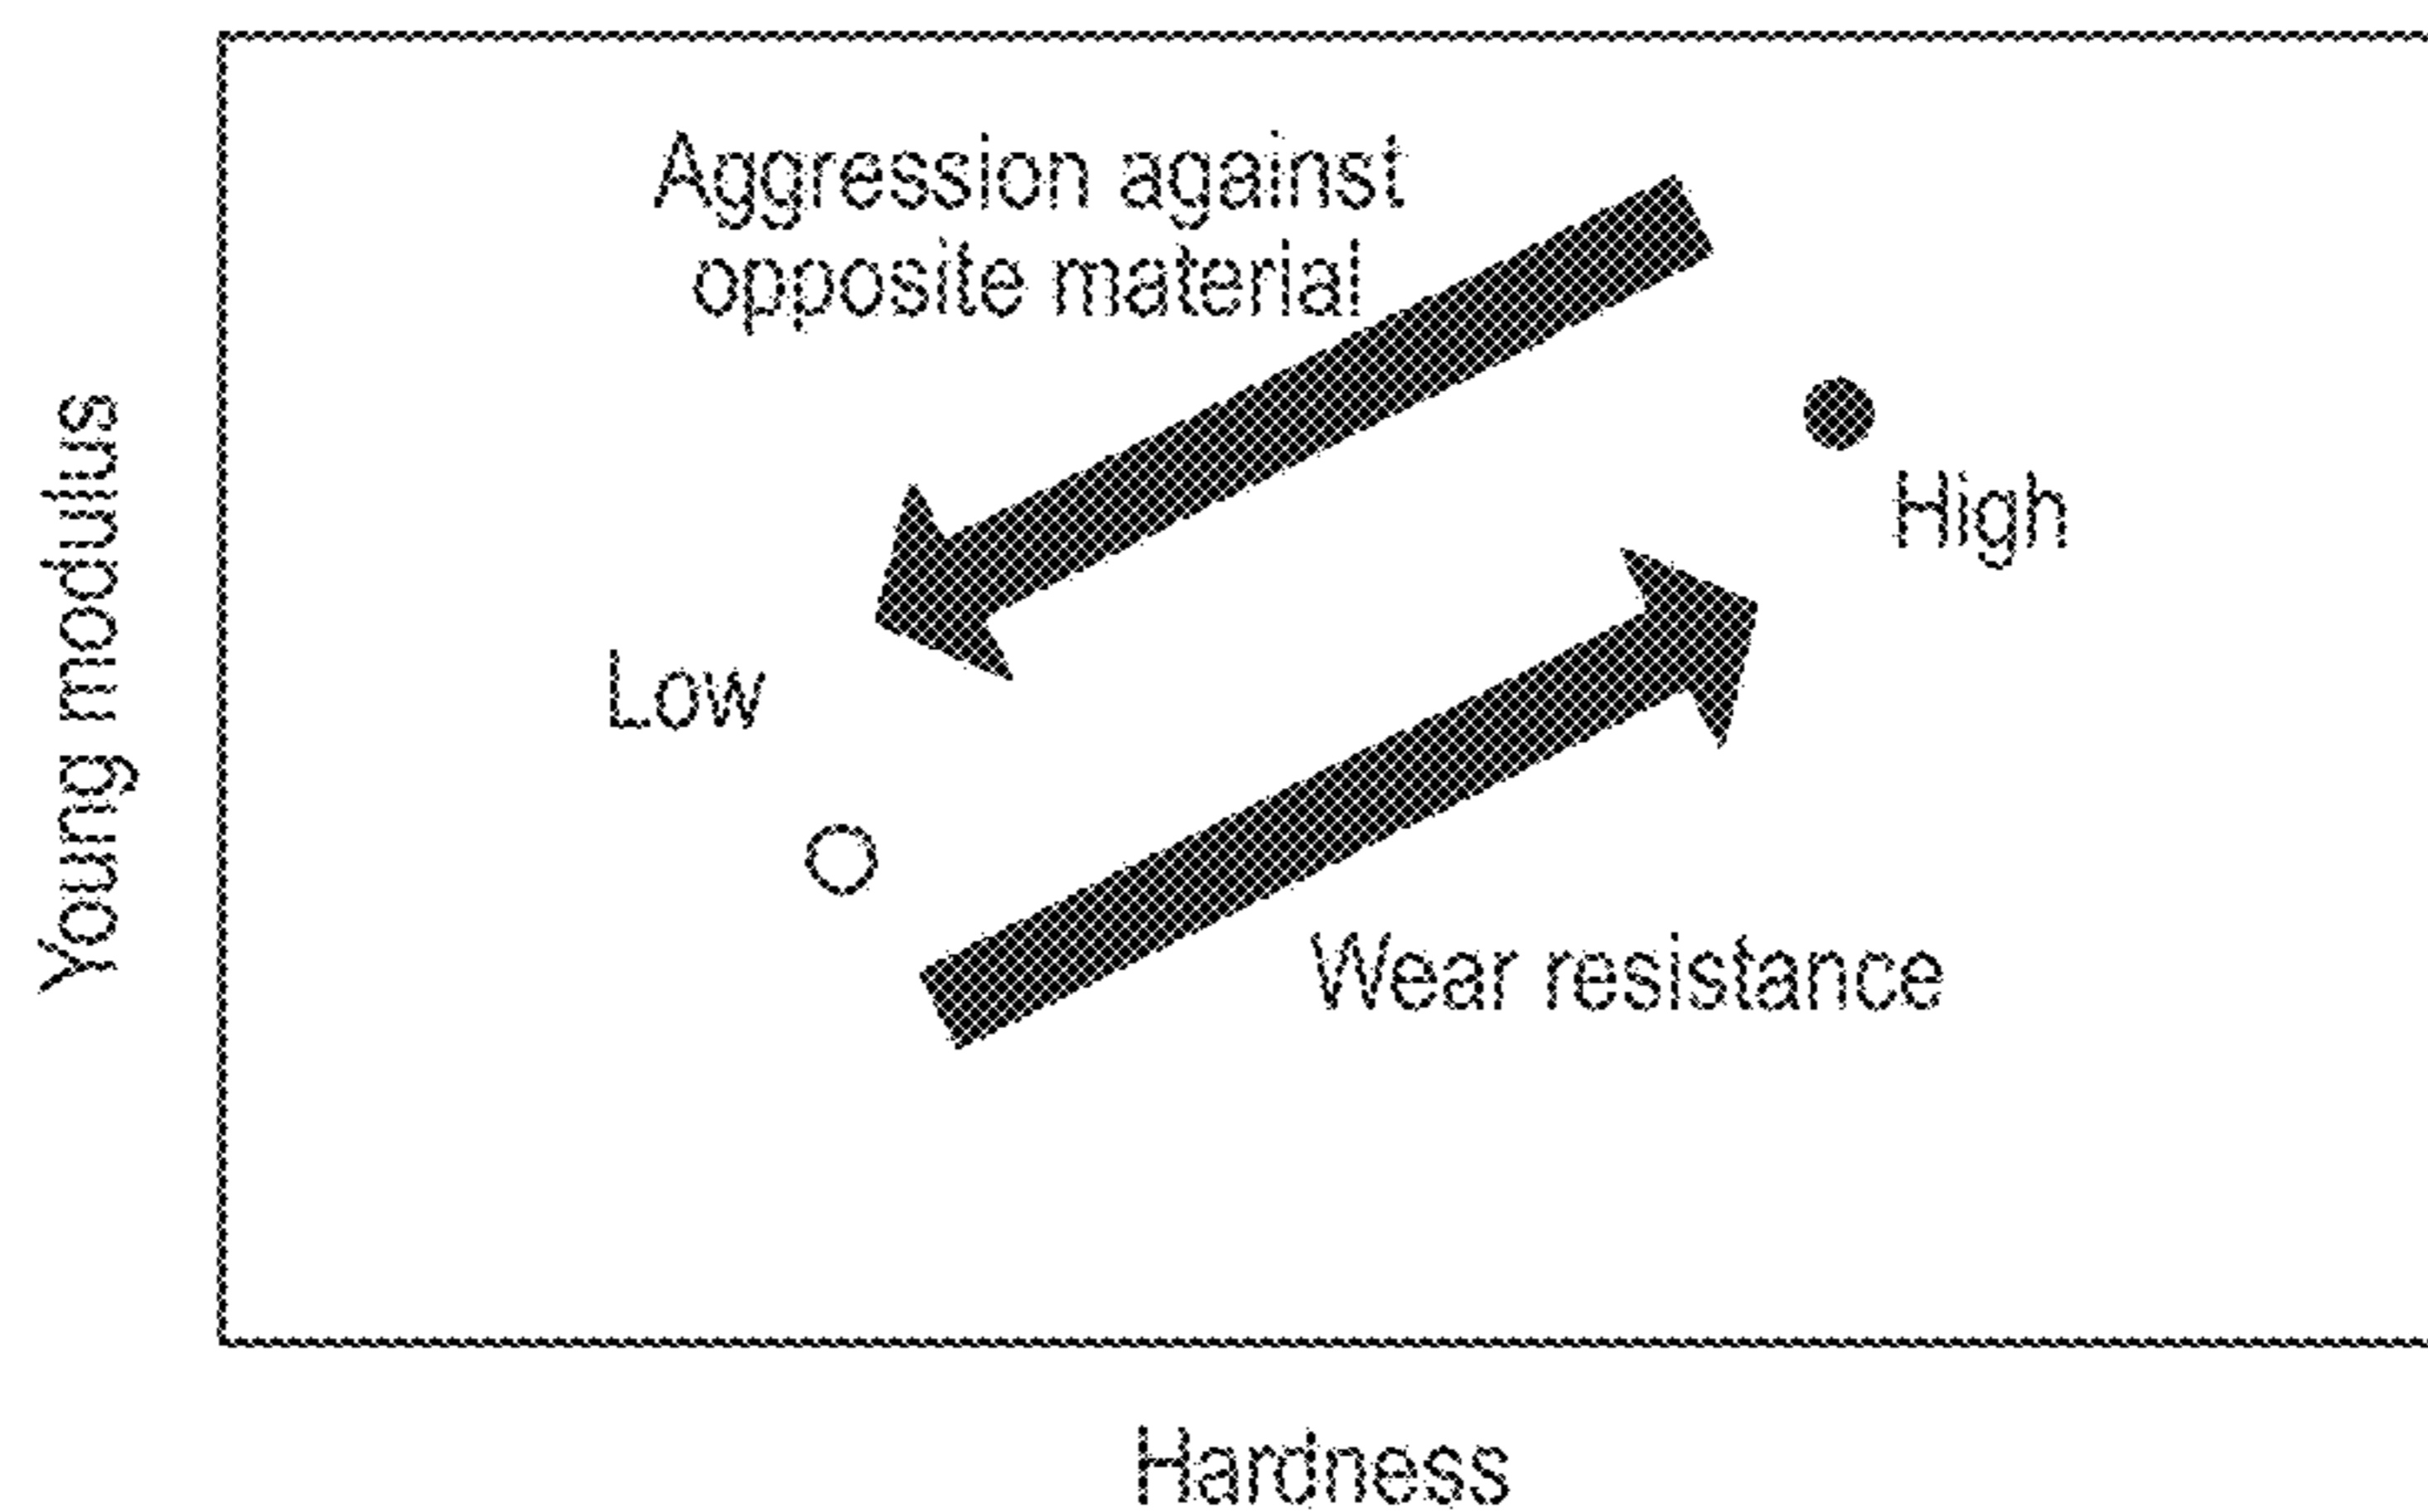 Aggression against
opposite material
High
Low
Wear resistance
Young modulus
Hardness